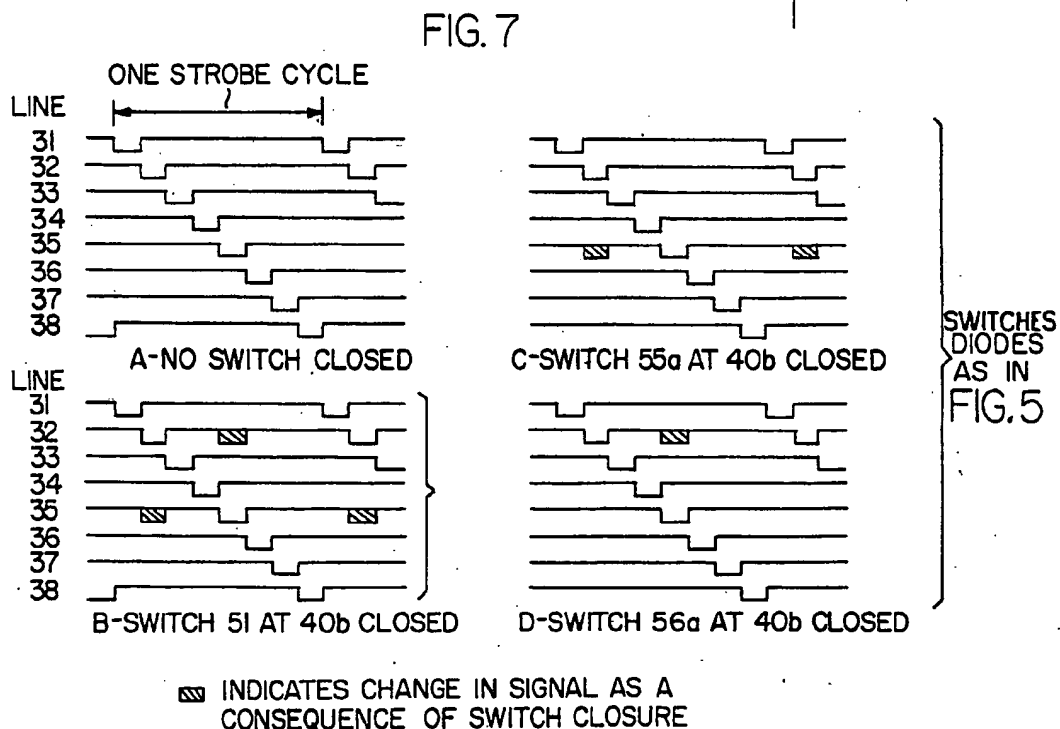 FIG. 7
ONE STROBE CYCLE
LINE
31
32
33
34
35
36
37
38
A-NO SWITCH CLOSED
C-SWITCH 55a AT 40b CLOSED
LINE
31
32
33
34
35
36
37
38
B-SWITCH 51 AT 40b CLOSED
D-SWITCH 56a AT 40b CLOSED
SWITCHES
DIODES
AS IN
FIG. 5
INDICATES CHANGE IN SIGNAL AS A
CONSEQUENCE OF SWITCH CLOSURE